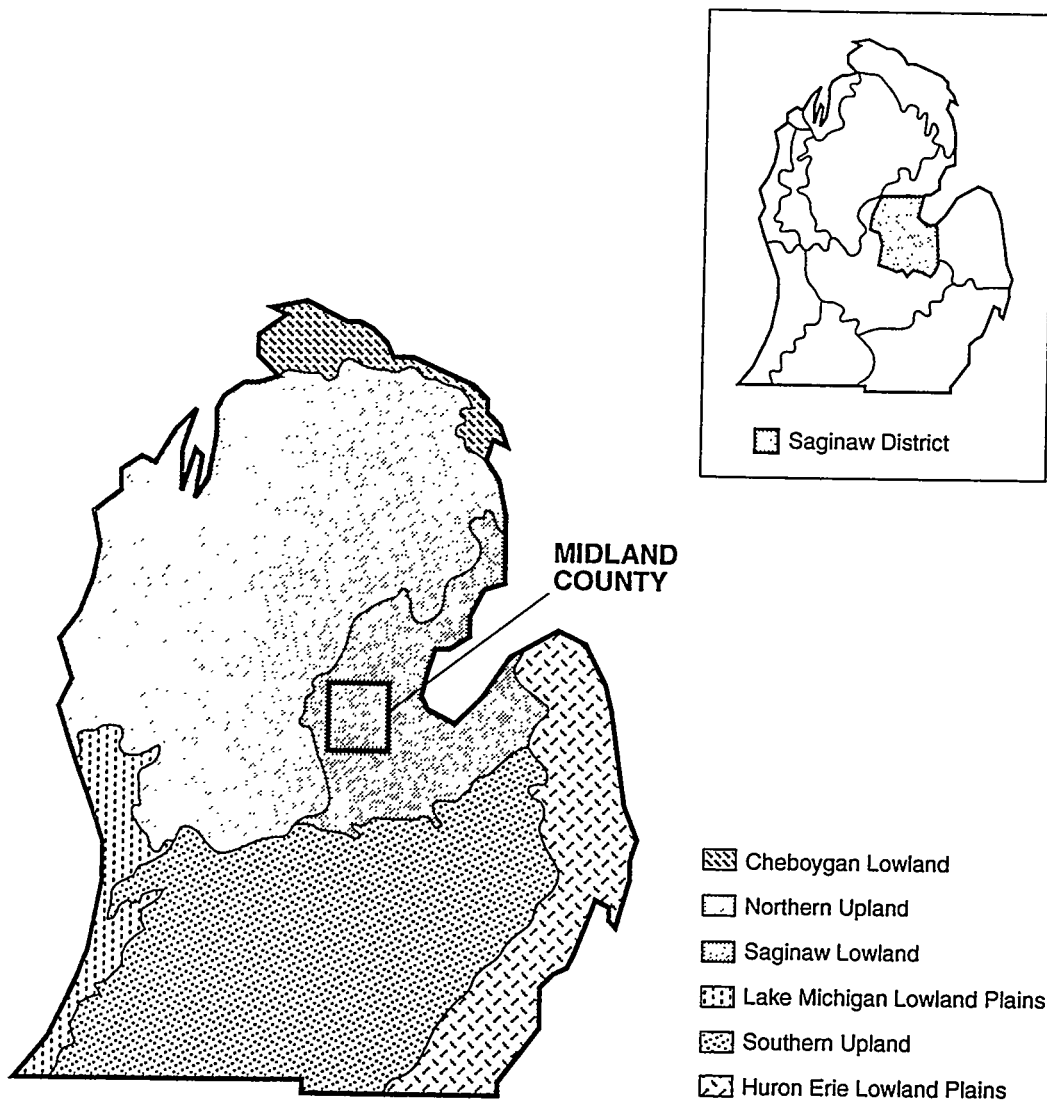 Saginaw District
MIDLAND
COUNTY
Cheboygan Lowland
Northern Upland
Saginaw Lowland
Lake Michigan Lowland Plains
Southern Upland
Huron Erie Lowland Plains